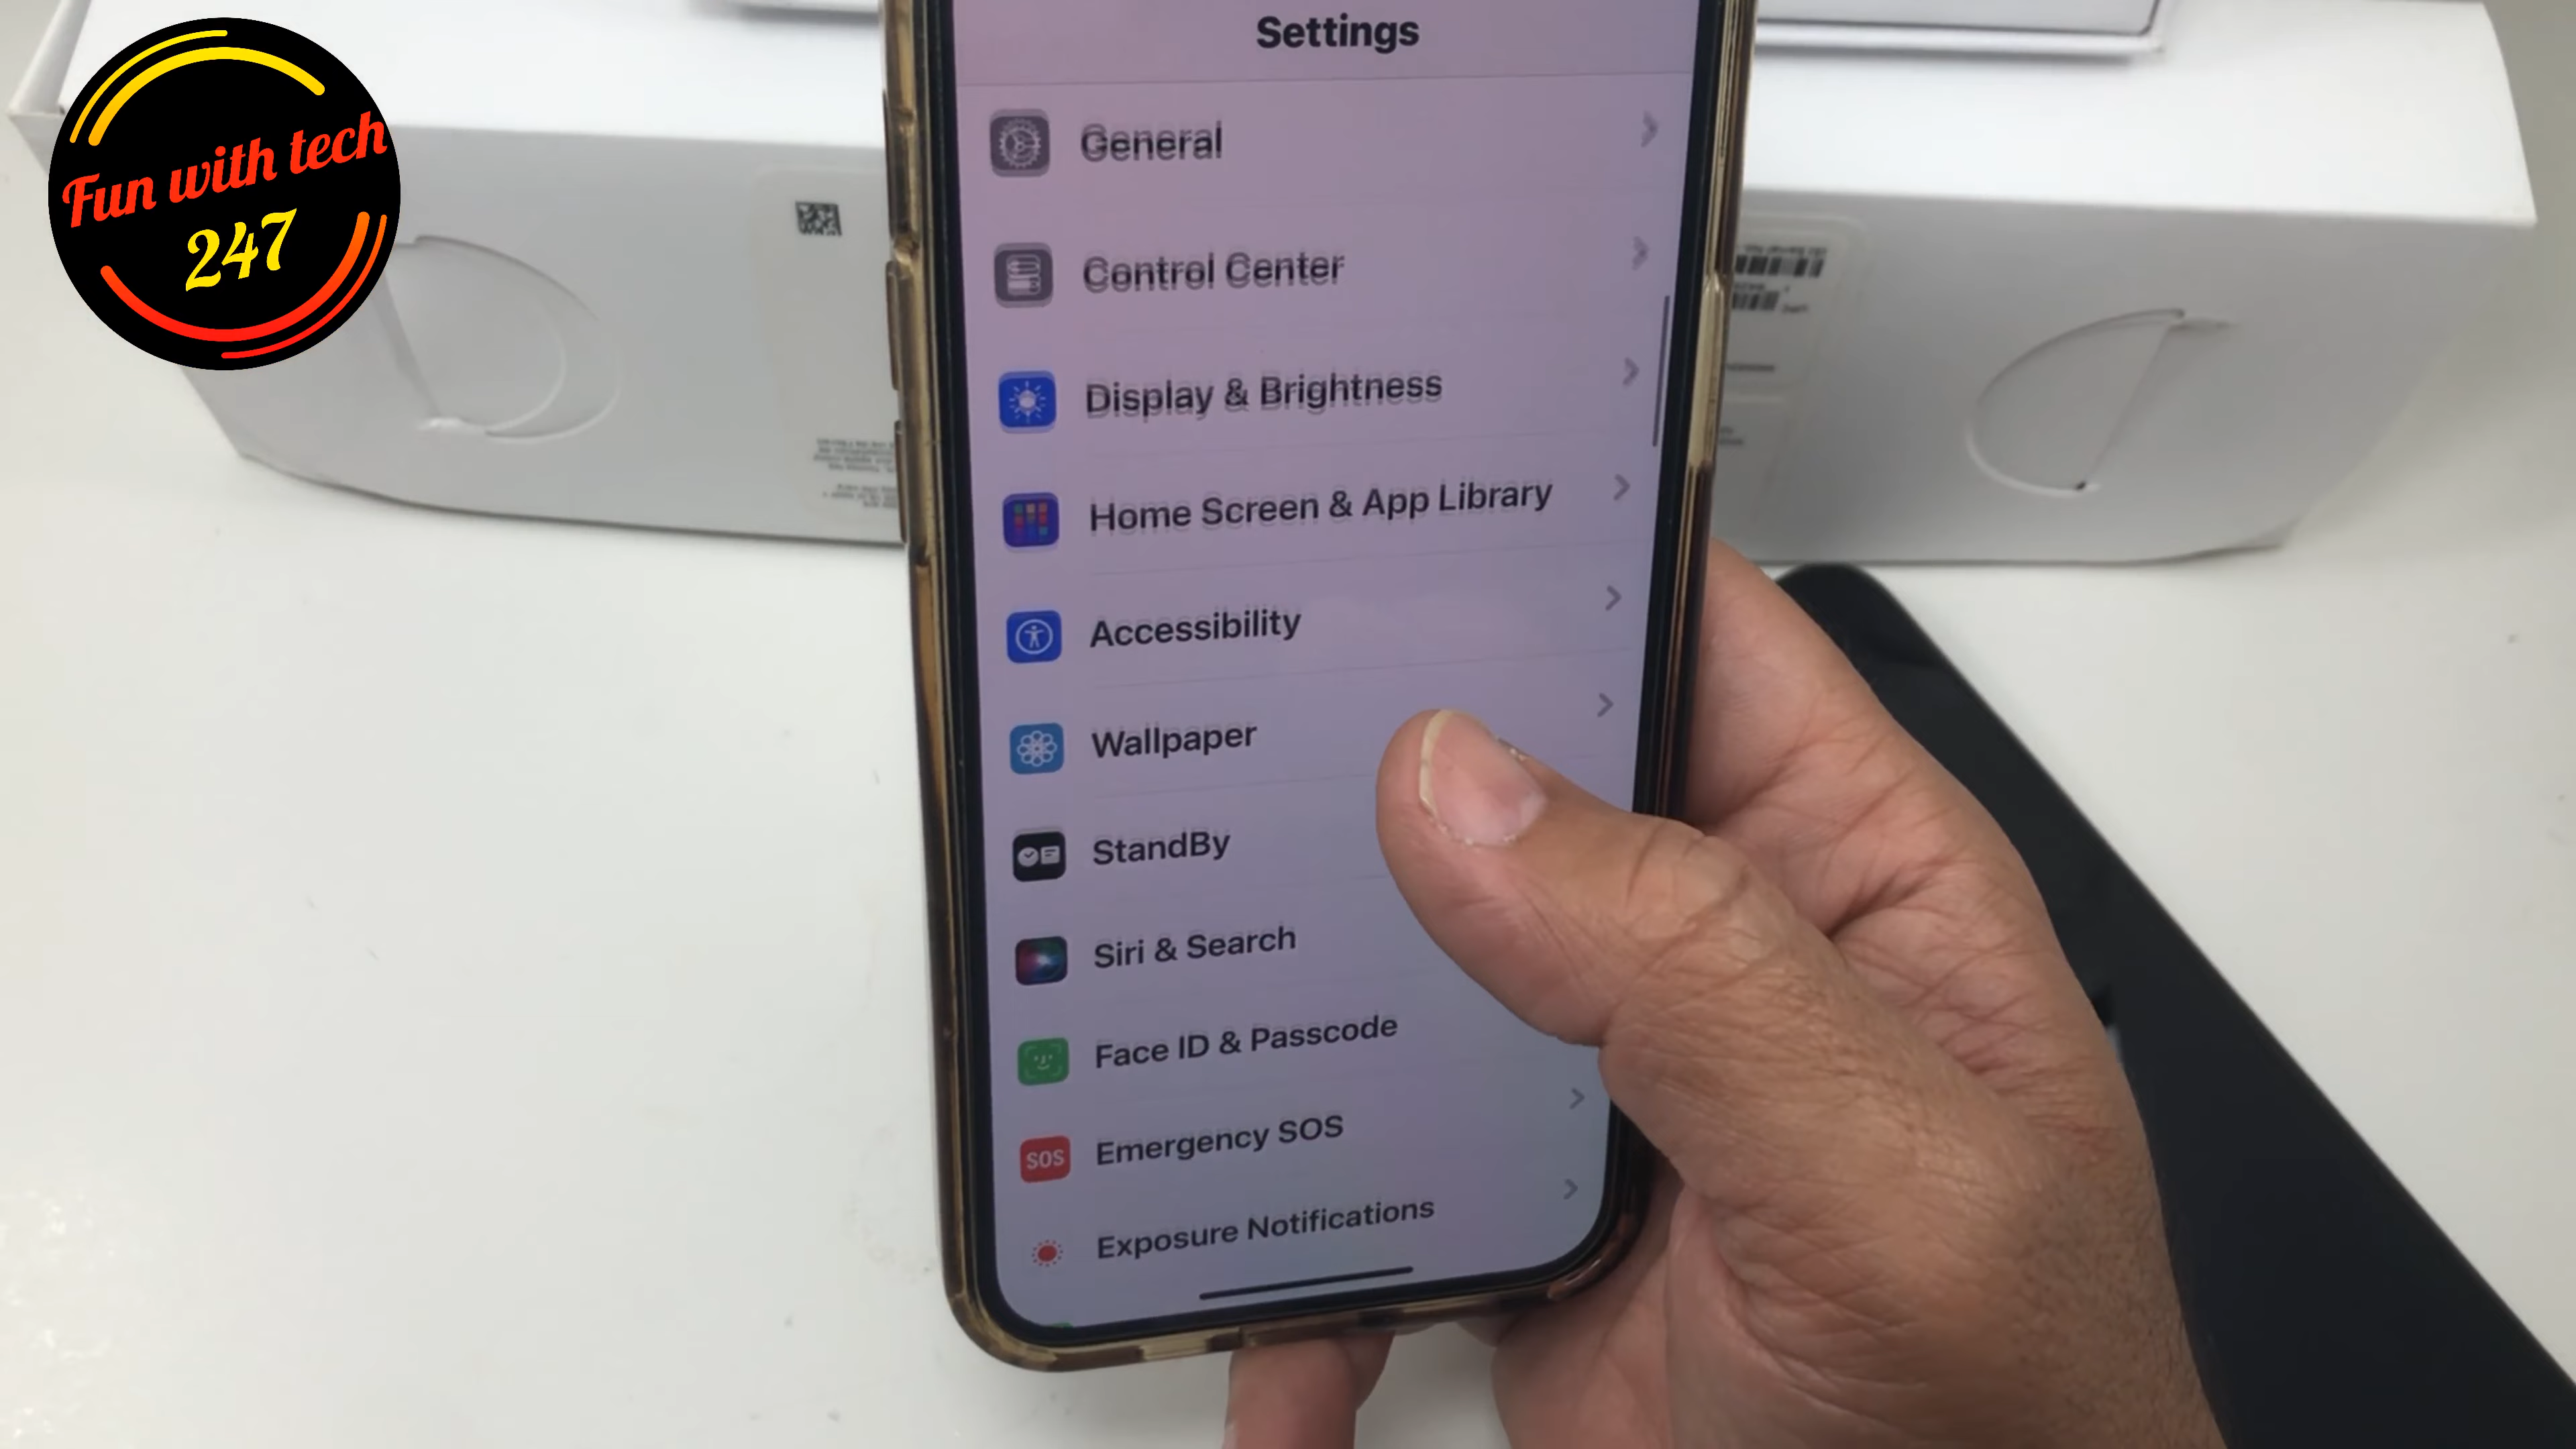 Fun with tech
247
Settings
General
Control Center
Display & Brightness
Home Screen & App Library
Accessibility
Wallpaper
StandBy
Siri & Search
Face ID & Passcode
SOS
Emergency SOS
Exposure Notifications